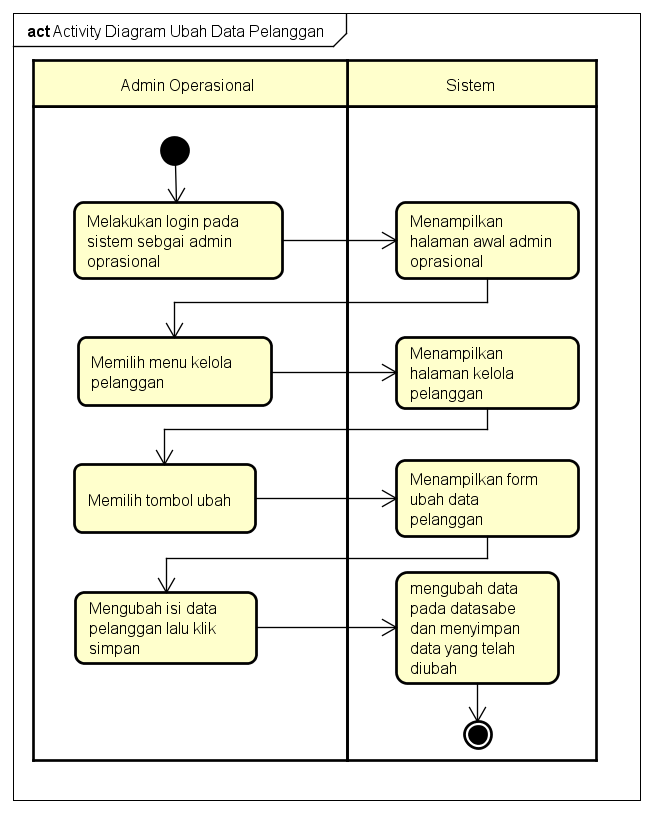 act Activity Diagram Ubah Data Pelanggan
Admin Operasional
Sistem
Melakukan login pada
sistem sebgai admin
oprasional
Menampilkan
halaman awal admin
oprasional
Memilih menu kelola
pelanggan
Menampilkan
halaman kelola
pelanggan
Memilih tombol ubah
Menampilkan form
ubah data
pelanggan
Mengubah isi data
pelanggan lalu klik
simpan
mengubah data
pada datasabe
dan menyimpan
data yang telah
diubah